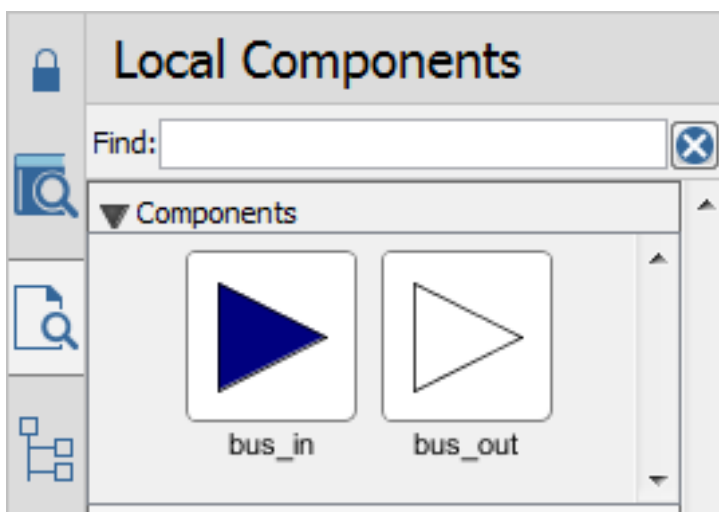 Local Components
Find:
Components
bus_in
bus_out